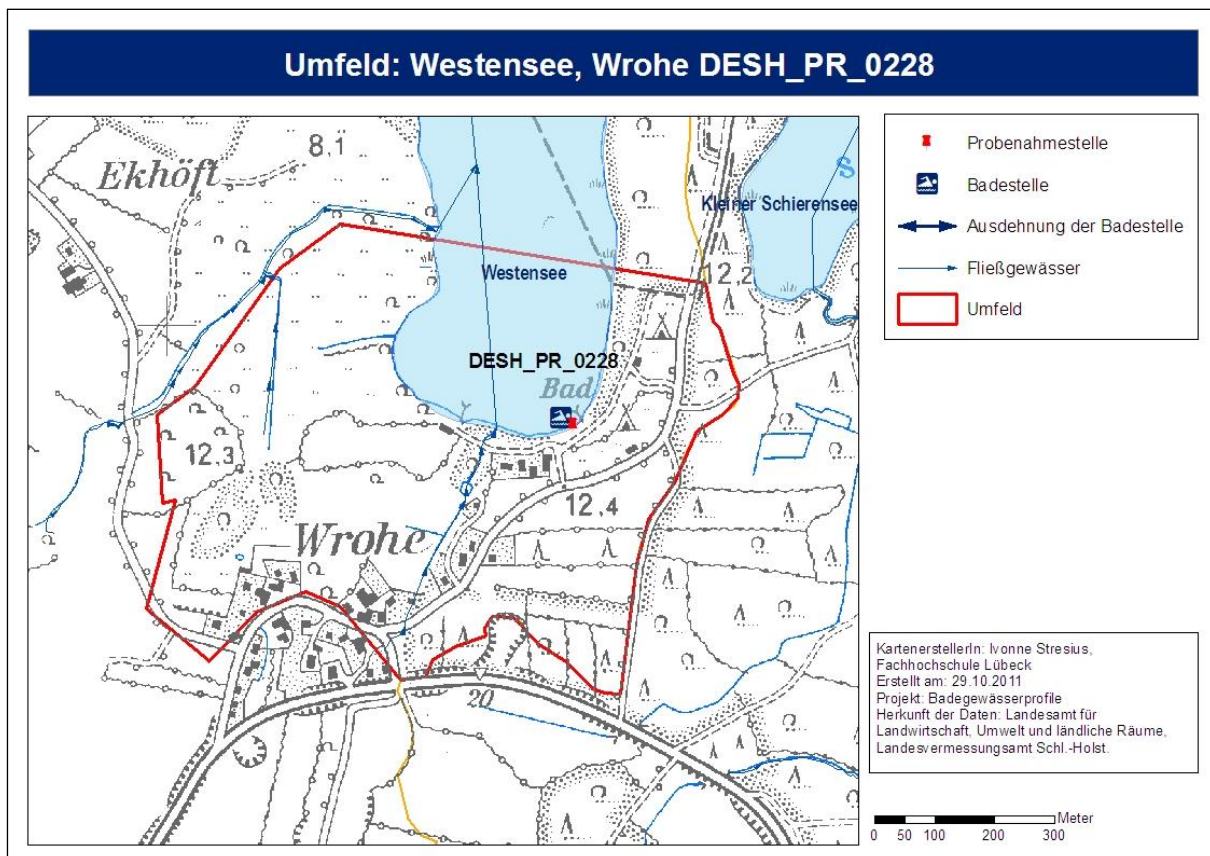 Umfeld: Westensee, Wrohe DESH_PR_0228
Ekhöft
8,1
Kleiner Schierensee
S
Westensee
12,2
DESH_PR_0228
Bad
12,3
12,4
Wrohe
20
Probenahmestelle
Badestelle
Ausdehnung der Badestelle
Fließgewässer
Umfeld
KartenerstellerIn: Ivonne Stresius,
Fachhochschule Lübeck
Erstellt am: 29.10.2011
Projekt: Badegewässerprofile
Herkunft der Daten: Landesamt für
Landwirtschaft, Umwelt und ländliche Räume,
Landesvermessungsamt Schl.-Holst.
Meter
0 50 100 200 300